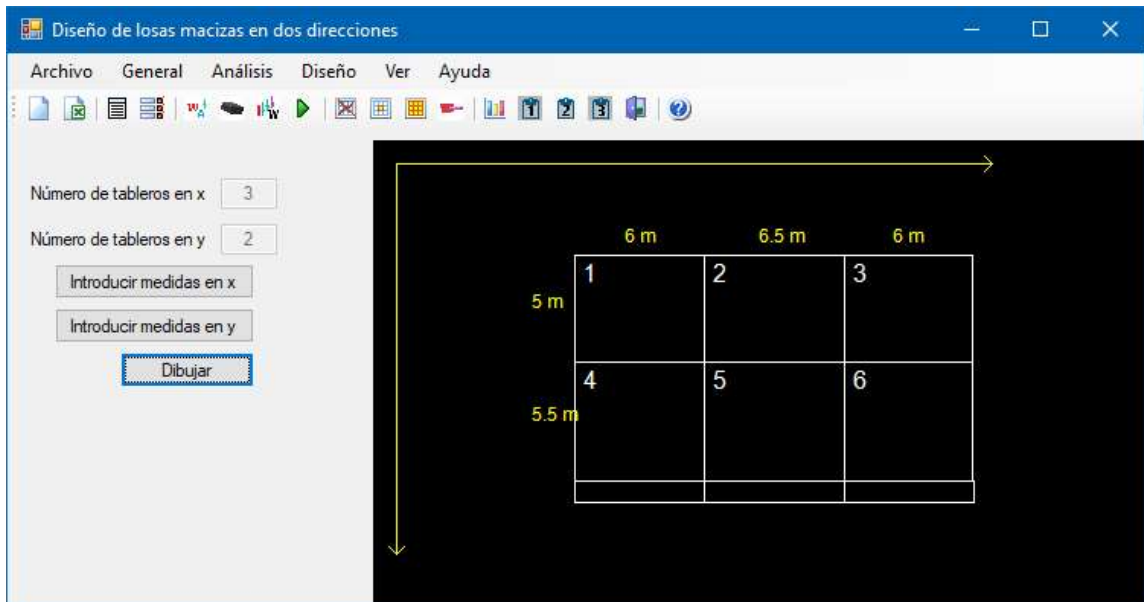 Diseño de losas macizas en dos direcciones
Archivo General Análisis Diseño Ver Ayuda
Número de tableros en x 3
Número de tableros en y 2
Introducir medidas en x
Introducir medidas en y
Dibujar
6 m 6.5 m 6 m
5 m 1 2 3
5.5 m 4 5 6